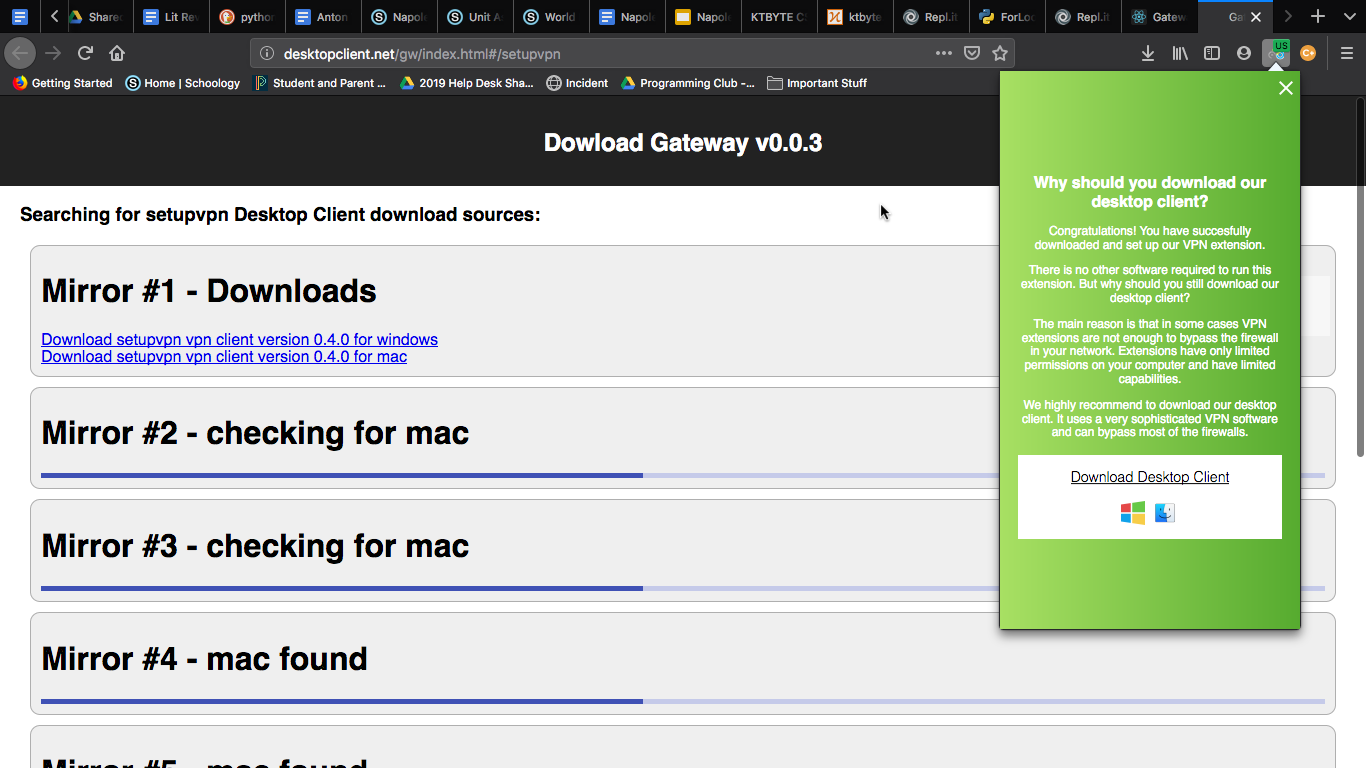 Shared
Lit Rev
python
Anton
Napole
Unit A
World
Napole
Napole
KTBYTE CS
ktbyte
Repl.it
ForLoo
Repl.it
Gatew
Ga
desktopclient.net/gw/index.html#/setupvpn
US
C+
Getting Started
Home | Schoology
Student and Parent ...
2019 Help Desk Sha...
Incident
Programming Club -...
Important Stuff
Dowload Gateway v0.0.3
Searching for setupvpn Desktop Client download sources:
Mirror #1 - Downloads
Download setupvpn vpn client version 0.4.0 for windows
Download setupvpn vpn client version 0.4.0 for mac
Mirror #2 - checking for mac
Mirror #3 - checking for mac
Mirror #4 - mac found
Mirror #5 - mac found
Why should you download our
desktop client?
Congratulations! You have succesfully
downloaded and set up our VPN extension.
There is no other software required to run this
extension. But why should you still download our
desktop client?
The main reason is that in some cases VPN
extensions are not enough to bypass the firewall
in your network. Extensions have only limited
permissions on your computer and have limited
capabilities.
We highly recommend to download our desktop
client. It uses a very sophisticated VPN software
and can bypass most of the firewalls.
Download Desktop Client